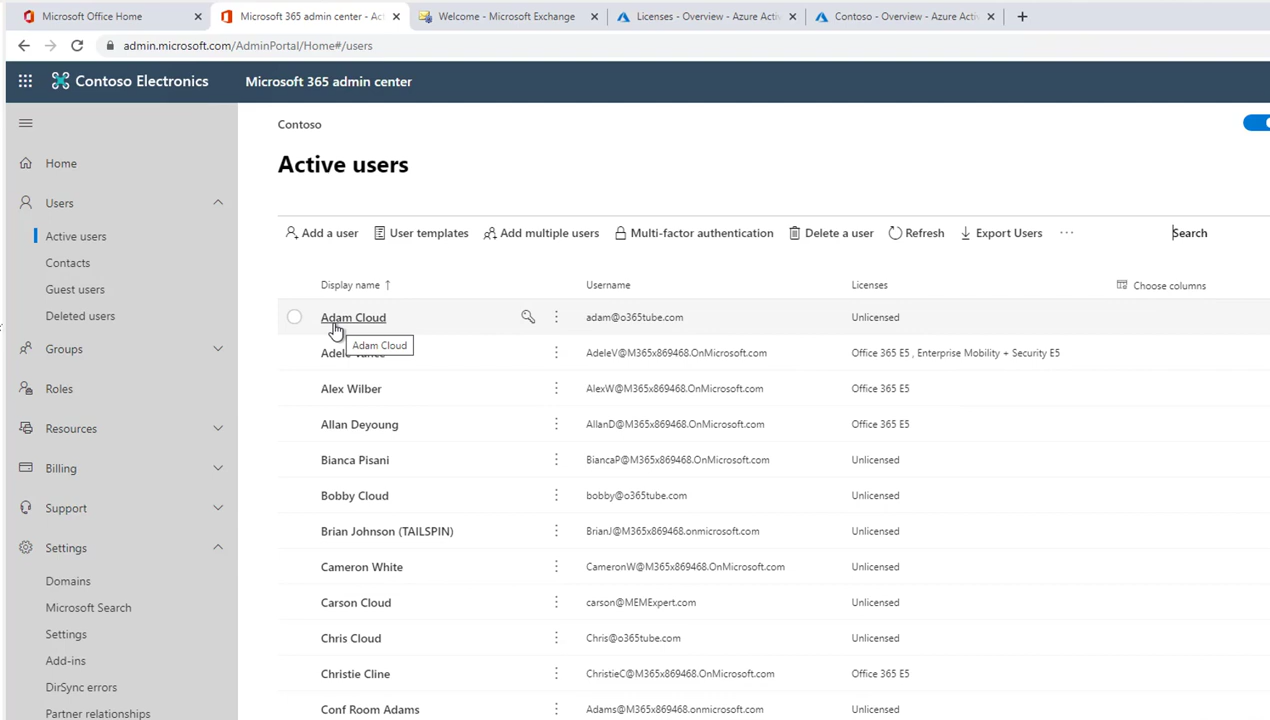 Microsoft Office Home
Microsoft 365 admin center - Ac
Welcome - Microsoft Exchange
Licenses - Overview - Azure Acti
Contoso - Overview - Azure Acti
admin.microsoft.com/AdminPortal/Home#/users
Contoso Electronics
Microsoft 365 admin center
Home
Users
Active users
Contacts
Guest users
Deleted users
Groups
Roles
Resources
Billing
Support
Settings
Domains
Microsoft Search
Settings
Add-ins
DirSync errors
Partner relationships
Contoso
Active users
Add a user User templates Add multiple users Multi-factor authentication Delete a user Refresh Export Users ··· Search
Display name ↑ Username Licenses Choose columns
Adam Cloud adam@o365tube.com Unlicensed
Adam Cloud
Adele Vance AdeleV@M365x869468.OnMicrosoft.com Office 365 E5 , Enterprise Mobility + Security E5
Alex Wilber AlexW@M365x869468.OnMicrosoft.com Office 365 E5
Allan Deyoung AllanD@M365x869468.OnMicrosoft.com Office 365 E5
Bianca Pisani BiancaP@M365x869468.OnMicrosoft.com Unlicensed
Bobby Cloud bobby@o365tube.com Unlicensed
Brian Johnson (TAILSPIN) BrianJ@M365x869468.onmicrosoft.com Unlicensed
Cameron White CameronW@M365x869468.OnMicrosoft.com Unlicensed
Carson Cloud carson@MEMExpert.com Unlicensed
Chris Cloud Chris@o365tube.com Unlicensed
Christie Cline ChristieC@M365x869468.OnMicrosoft.com Office 365 E5
Conf Room Adams Adams@M365x869468.onmicrosoft.com Unlicensed